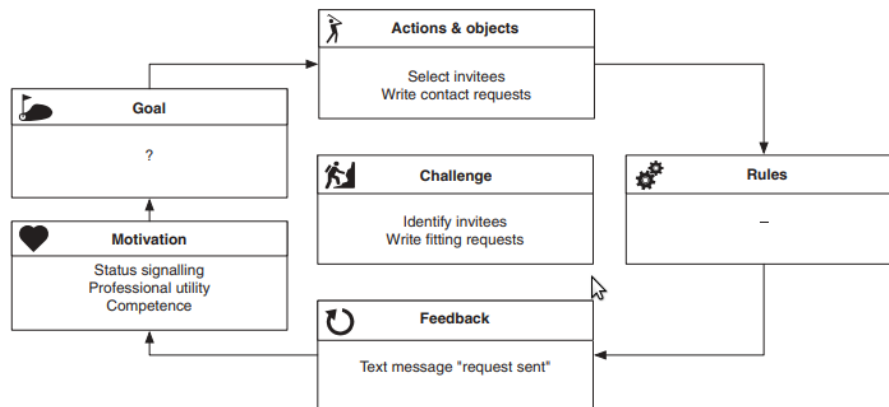 Actions & objects
Select invitees
Write contact requests
Goal
?
Challenge
Identify invitees
Write fitting requests
Rules
–
Motivation
Status signalling
Professional utility
Competence
Feedback
Text message "request sent"